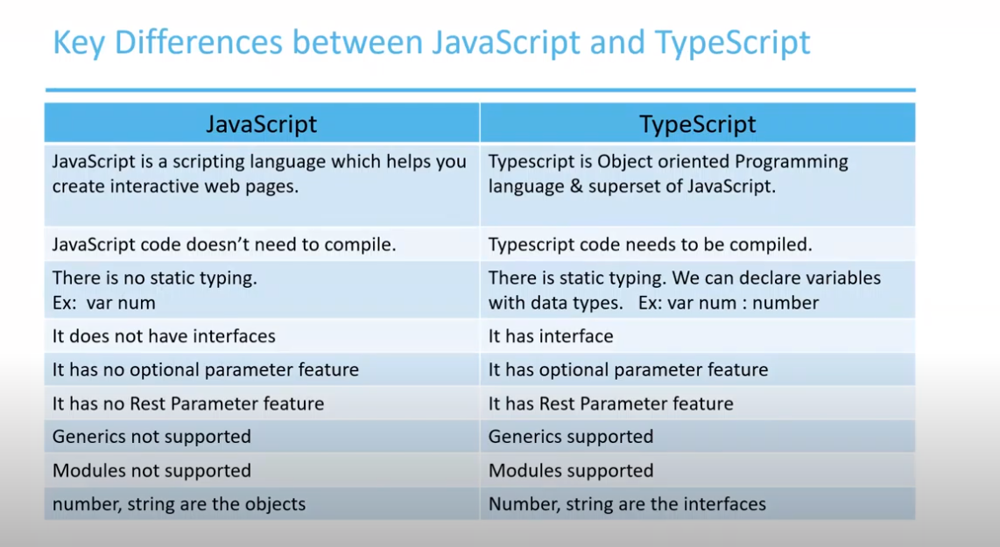 Key Differences between JavaScript and TypeScript
JavaScript
TypeScript
JavaScript is a scripting language which helps you
create interactive web pages.
Typescript is Object oriented Programming
language & superset of JavaScript.
JavaScript code doesn’t need to compile.
Typescript code needs to be compiled.
There is no static typing.
Ex: var num
There is static typing. We can declare variables
with data types. Ex: var num : number
It does not have interfaces
It has interface
It has no optional parameter feature
It has optional parameter feature
It has no Rest Parameter feature
It has Rest Parameter feature
Generics not supported
Generics supported
Modules not supported
Modules supported
number, string are the objects
Number, string are the interfaces